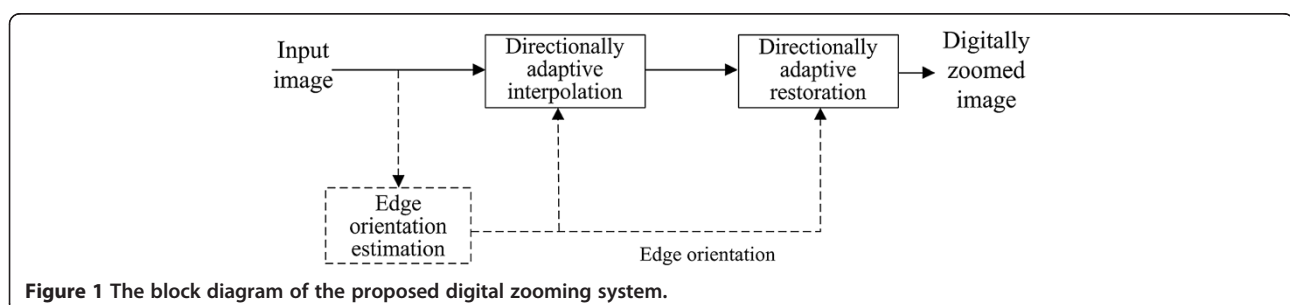 Input
image
Directionally
adaptive
interpolation
Directionally
adaptive
restoration
Digitally
zoomed
image
Edge
orientation
estimation
Edge orientation
Figure 1 The block diagram of the proposed digital zooming system.